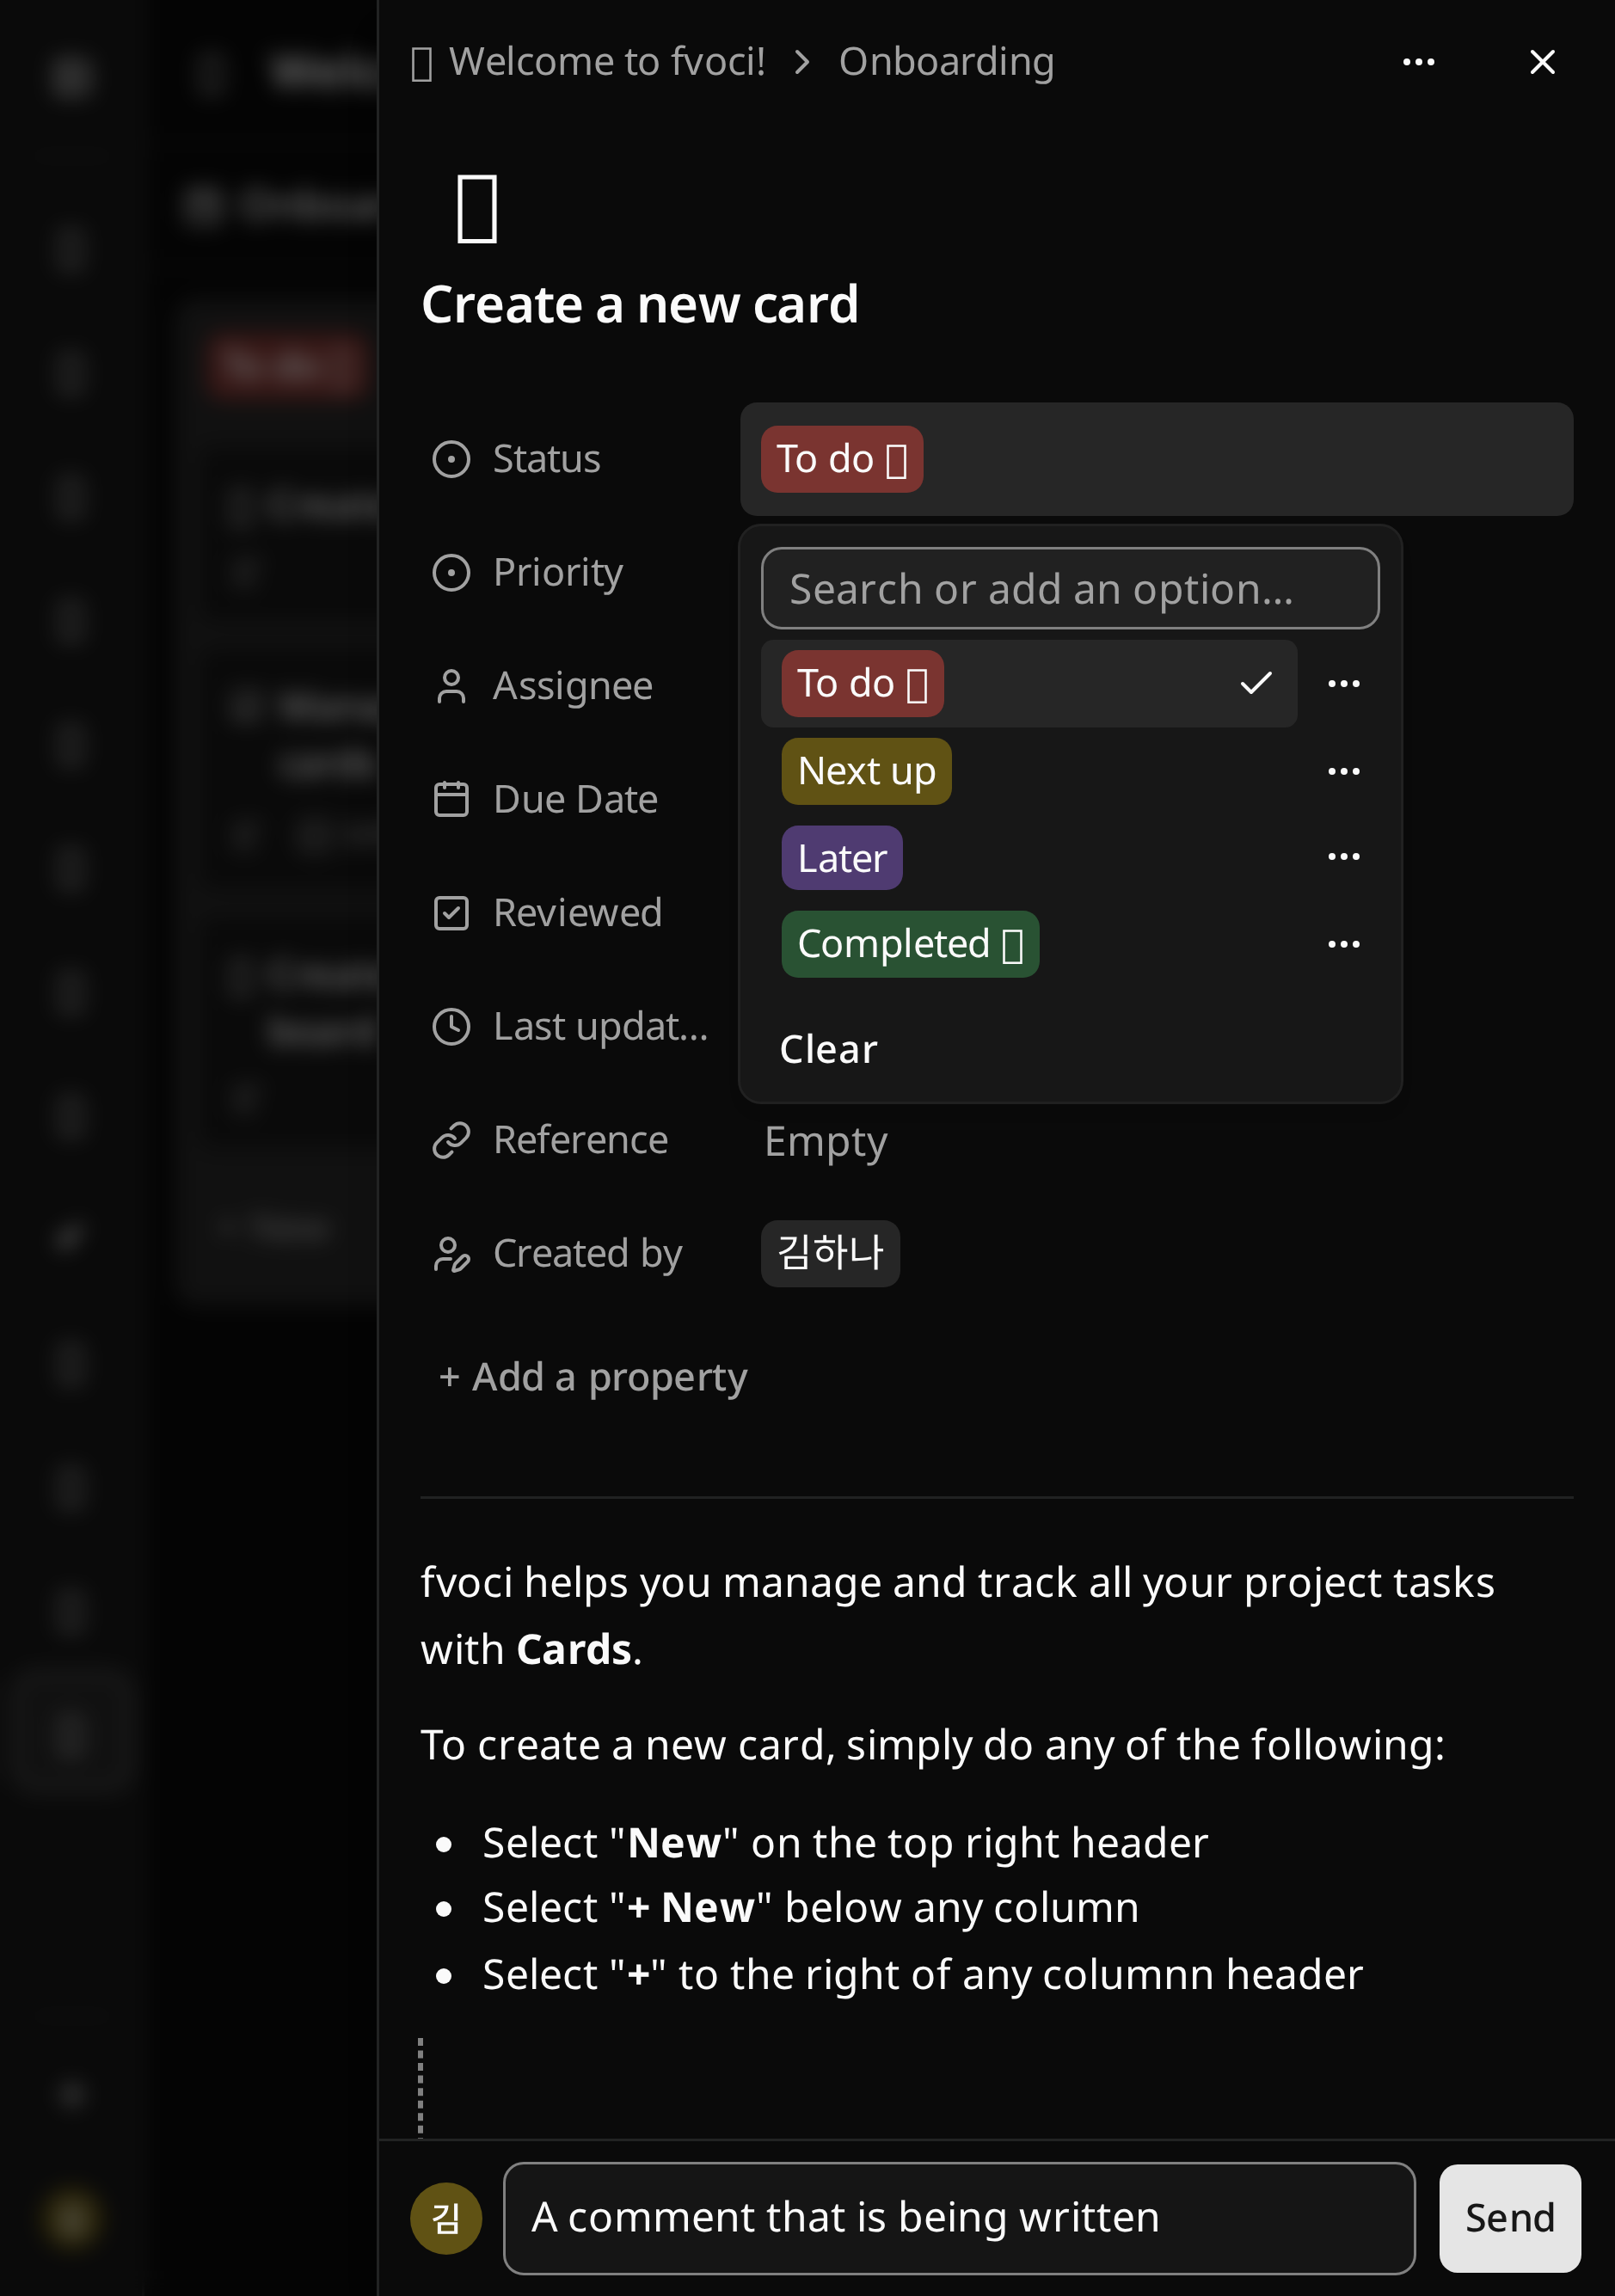 Welcome to fvoci! > Onboarding
Create a new card
Status
To do
Priority
Search or add an option...
To do
Assignee
Next up
Due Date
Later
Reviewed
Completed
Last updat...
Clear
Reference
Empty
Created by
김하나
+ Add a property
fvoci helps you manage and track all your project tasks
with Cards.
To create a new card, simply do any of the following:
• Select "New" on the top right header
• Select "+ New" below any column
• Select "+" to the right of any columnn header
김
A comment that is being written
Send